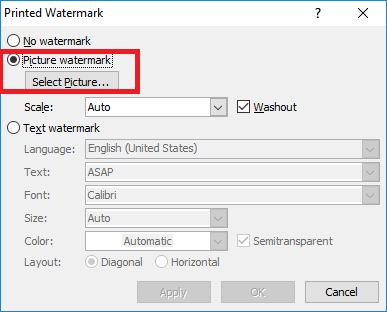 Printed Watermark
No watermark
Picture watermark
Select Picture...
Scale: Auto Washout
Text watermark
Language: English (United States)
Text: ASAP
Font: Calibri
Size: Auto
Color: Automatic Semitransparent
Layout: Diagonal Horizontal
Apply OK Cancel